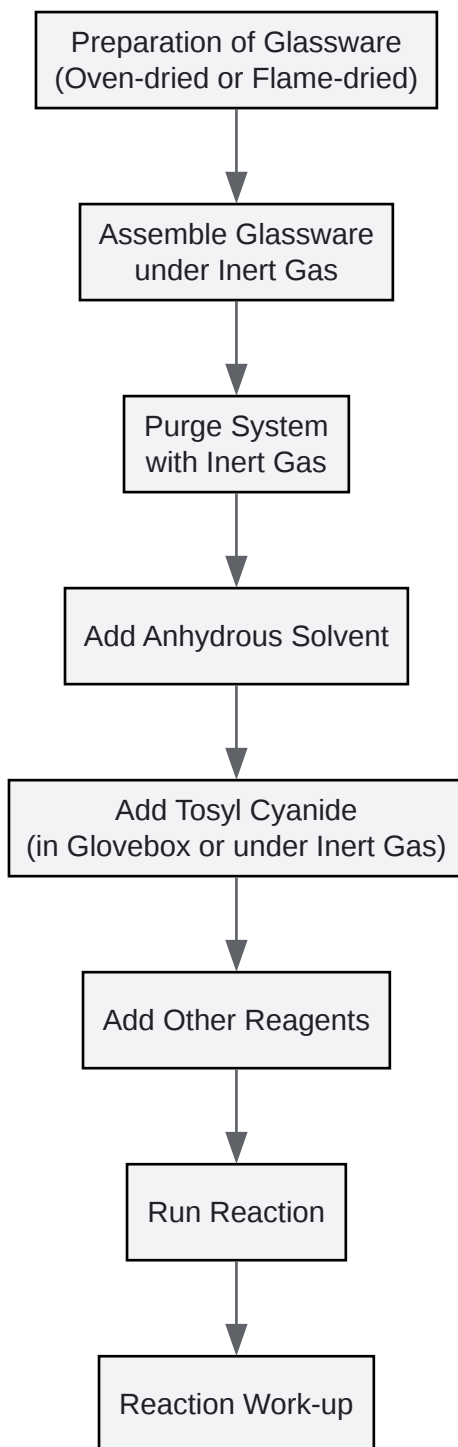 Preparation of Glassware
(Oven-dried or Flame-dried)
Assemble Glassware
under Inert Gas
Purge System
with Inert Gas
Add Anhydrous Solvent
Add Tosyl Cyanide
(in Glovebox or under Inert Gas)
Add Other Reagents
Run Reaction
Reaction Work-up